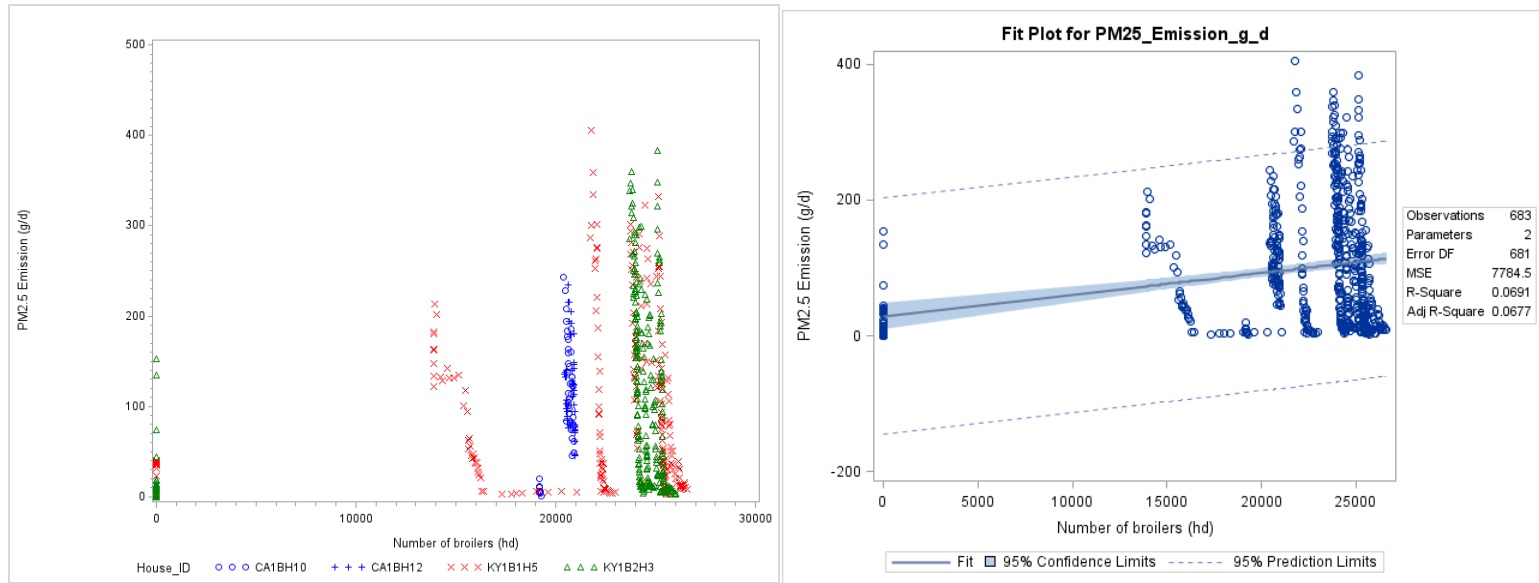 500
400
300
200
100
0
PM2.5 Emission (g/d)
0 10000 20000 30000
Number of broilers (hd)
House_ID CA1BH10 CA1BH12 KY1B1H5 KY1B2H3
Fit Plot for PM25_Emission_g_d
400
200
0
-200
PM2.5 Emission (g/d)
0 5000 10000 15000 20000 25000
Number of broilers (hd)
Observations 683
Parameters 2
Error DF 681
MSE 7784.5
R-Square 0.0691
Adj R-Square 0.0677
Fit 95% Confidence Limits 95% Prediction Limits